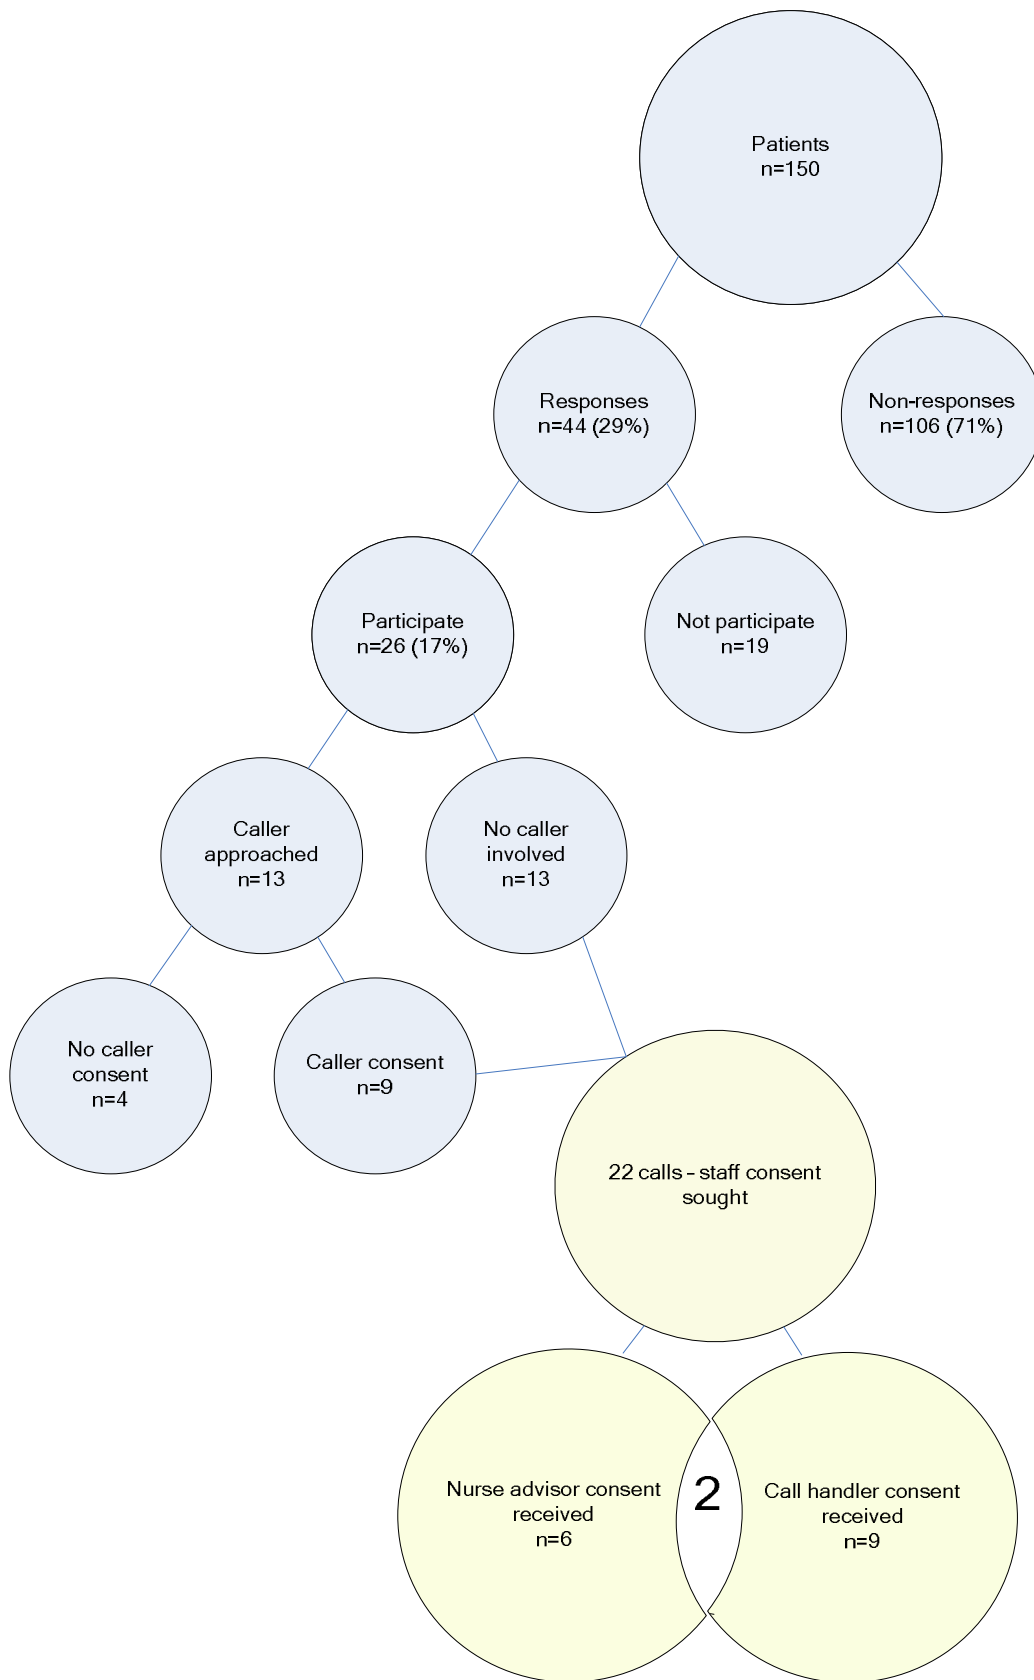 Patients
n=150
Responses
n=44 (29%)
Non-responses
n=106 (71%)
Participate
n=26 (17%)
Not participate
n=19
Caller
approached
n=13
No caller
involved
n=13
No caller
consent
n=4
Caller consent
n=9
22 calls – staff consent
sought
Nurse advisor consent
received
n=6
2
Call handler consent
received
n=9